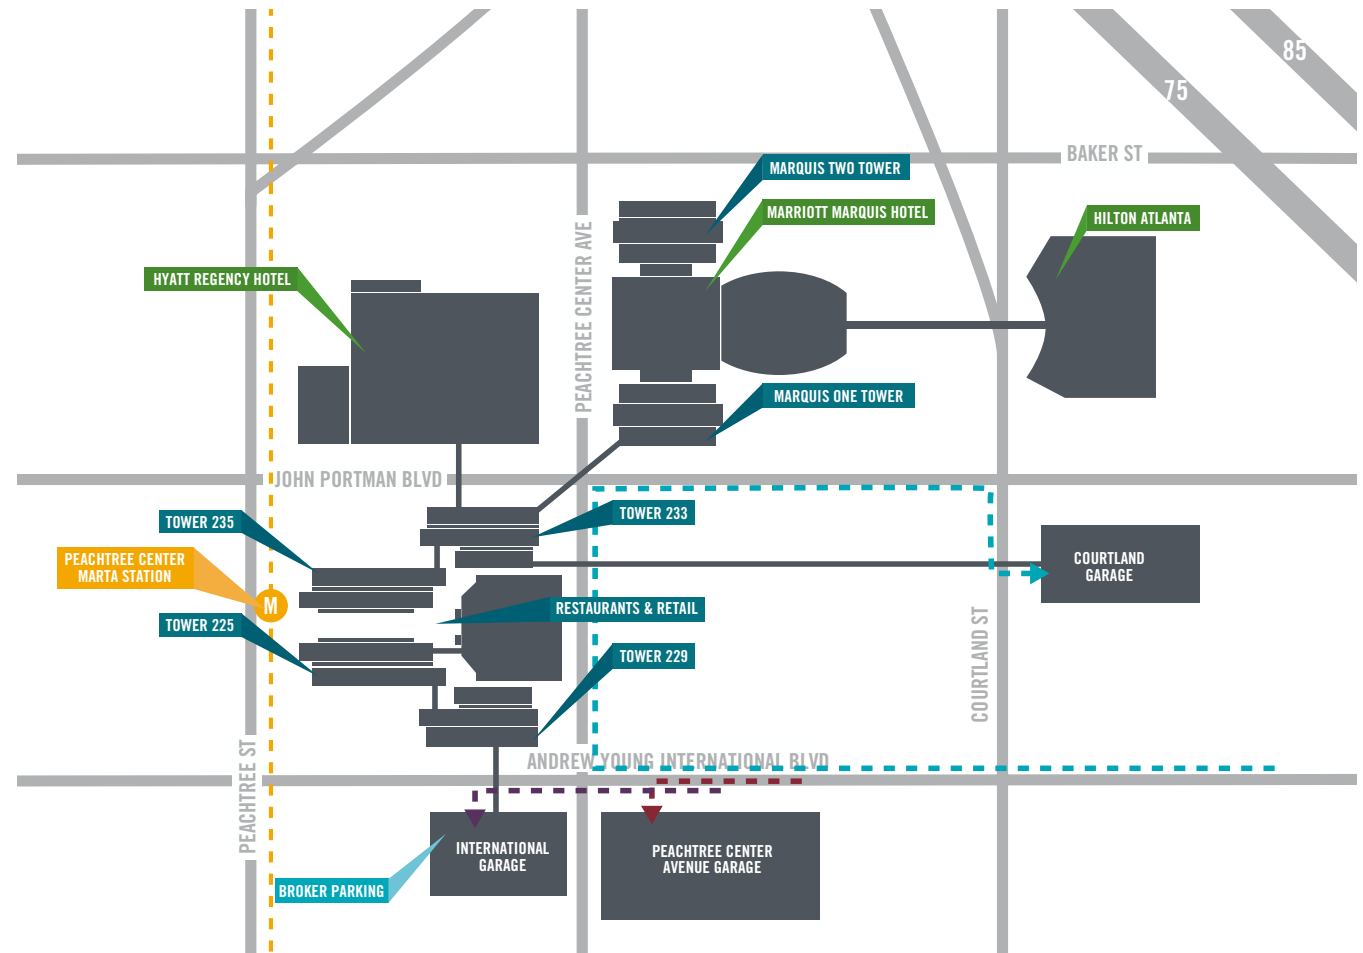 85
75
BAKER ST
MARQUIS TWO TOWER
MARRIOTT MARQUIS HOTEL
HILTON ATLANTA
PEACHTREE CENTER AVE
HYATT REGENCY HOTEL
MARQUIS ONE TOWER
JOHN PORTMAN BLVD
TOWER 235
TOWER 233
PEACHTREE CENTER
MARTA STATION
COURTLAND
GARAGE
M
RESTAURANTS & RETAIL
TOWER 225
TOWER 229
COURTLAND ST
PEACHTREE ST
ANDREW YOUNG INTERNATIONAL BLVD
INTERNATIONAL
GARAGE
PEACHTREE CENTER
AVENUE GARAGE
BROKER PARKING